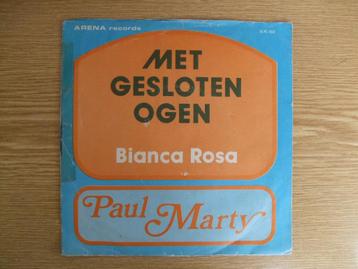 ARENA records
MET
GESLOTEN
OGEN
Bianca Rosa
Paul Marty